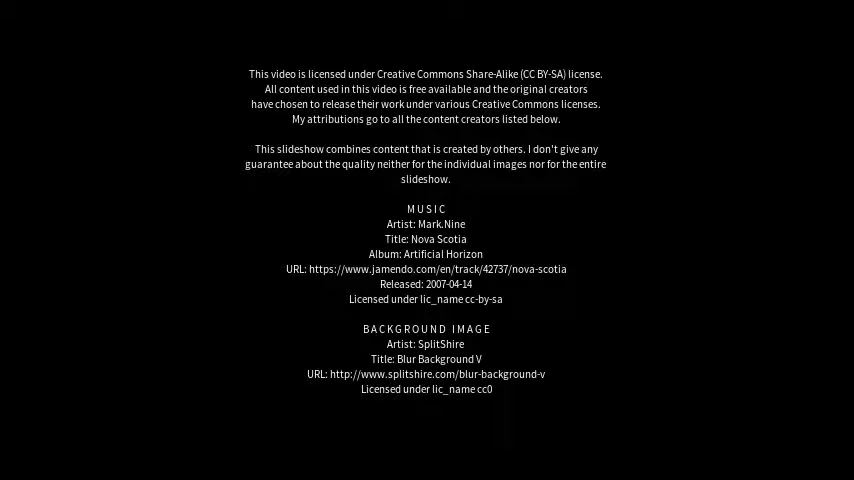 This video is licensed under Creative Commons Share-Alike (CC BY-SA) license.
All content used in this video is free available and the original creators
have chosen to release their work under various Creative Commons licenses.
My attributions go to all the content creators listed below.
This slideshow combines content that is created by others. I don't give any
guarantee about the quality neither for the individual images nor for the entire
slideshow.
MUSIC
Artist: Mark.Nine
Title: Nova Scotia
Album: Artificial Horizon
URL: https://www.jamendo.com/en/track/42737/nova-scotia
Released: 2007-04-14
Licensed under lic_name cc-by-sa
BACKGROUND IMAGE
Artist: SplitShire
Title: Blur Background V
URL: http://www.splitshire.com/blur-background-v
Licensed under lic_name cc0